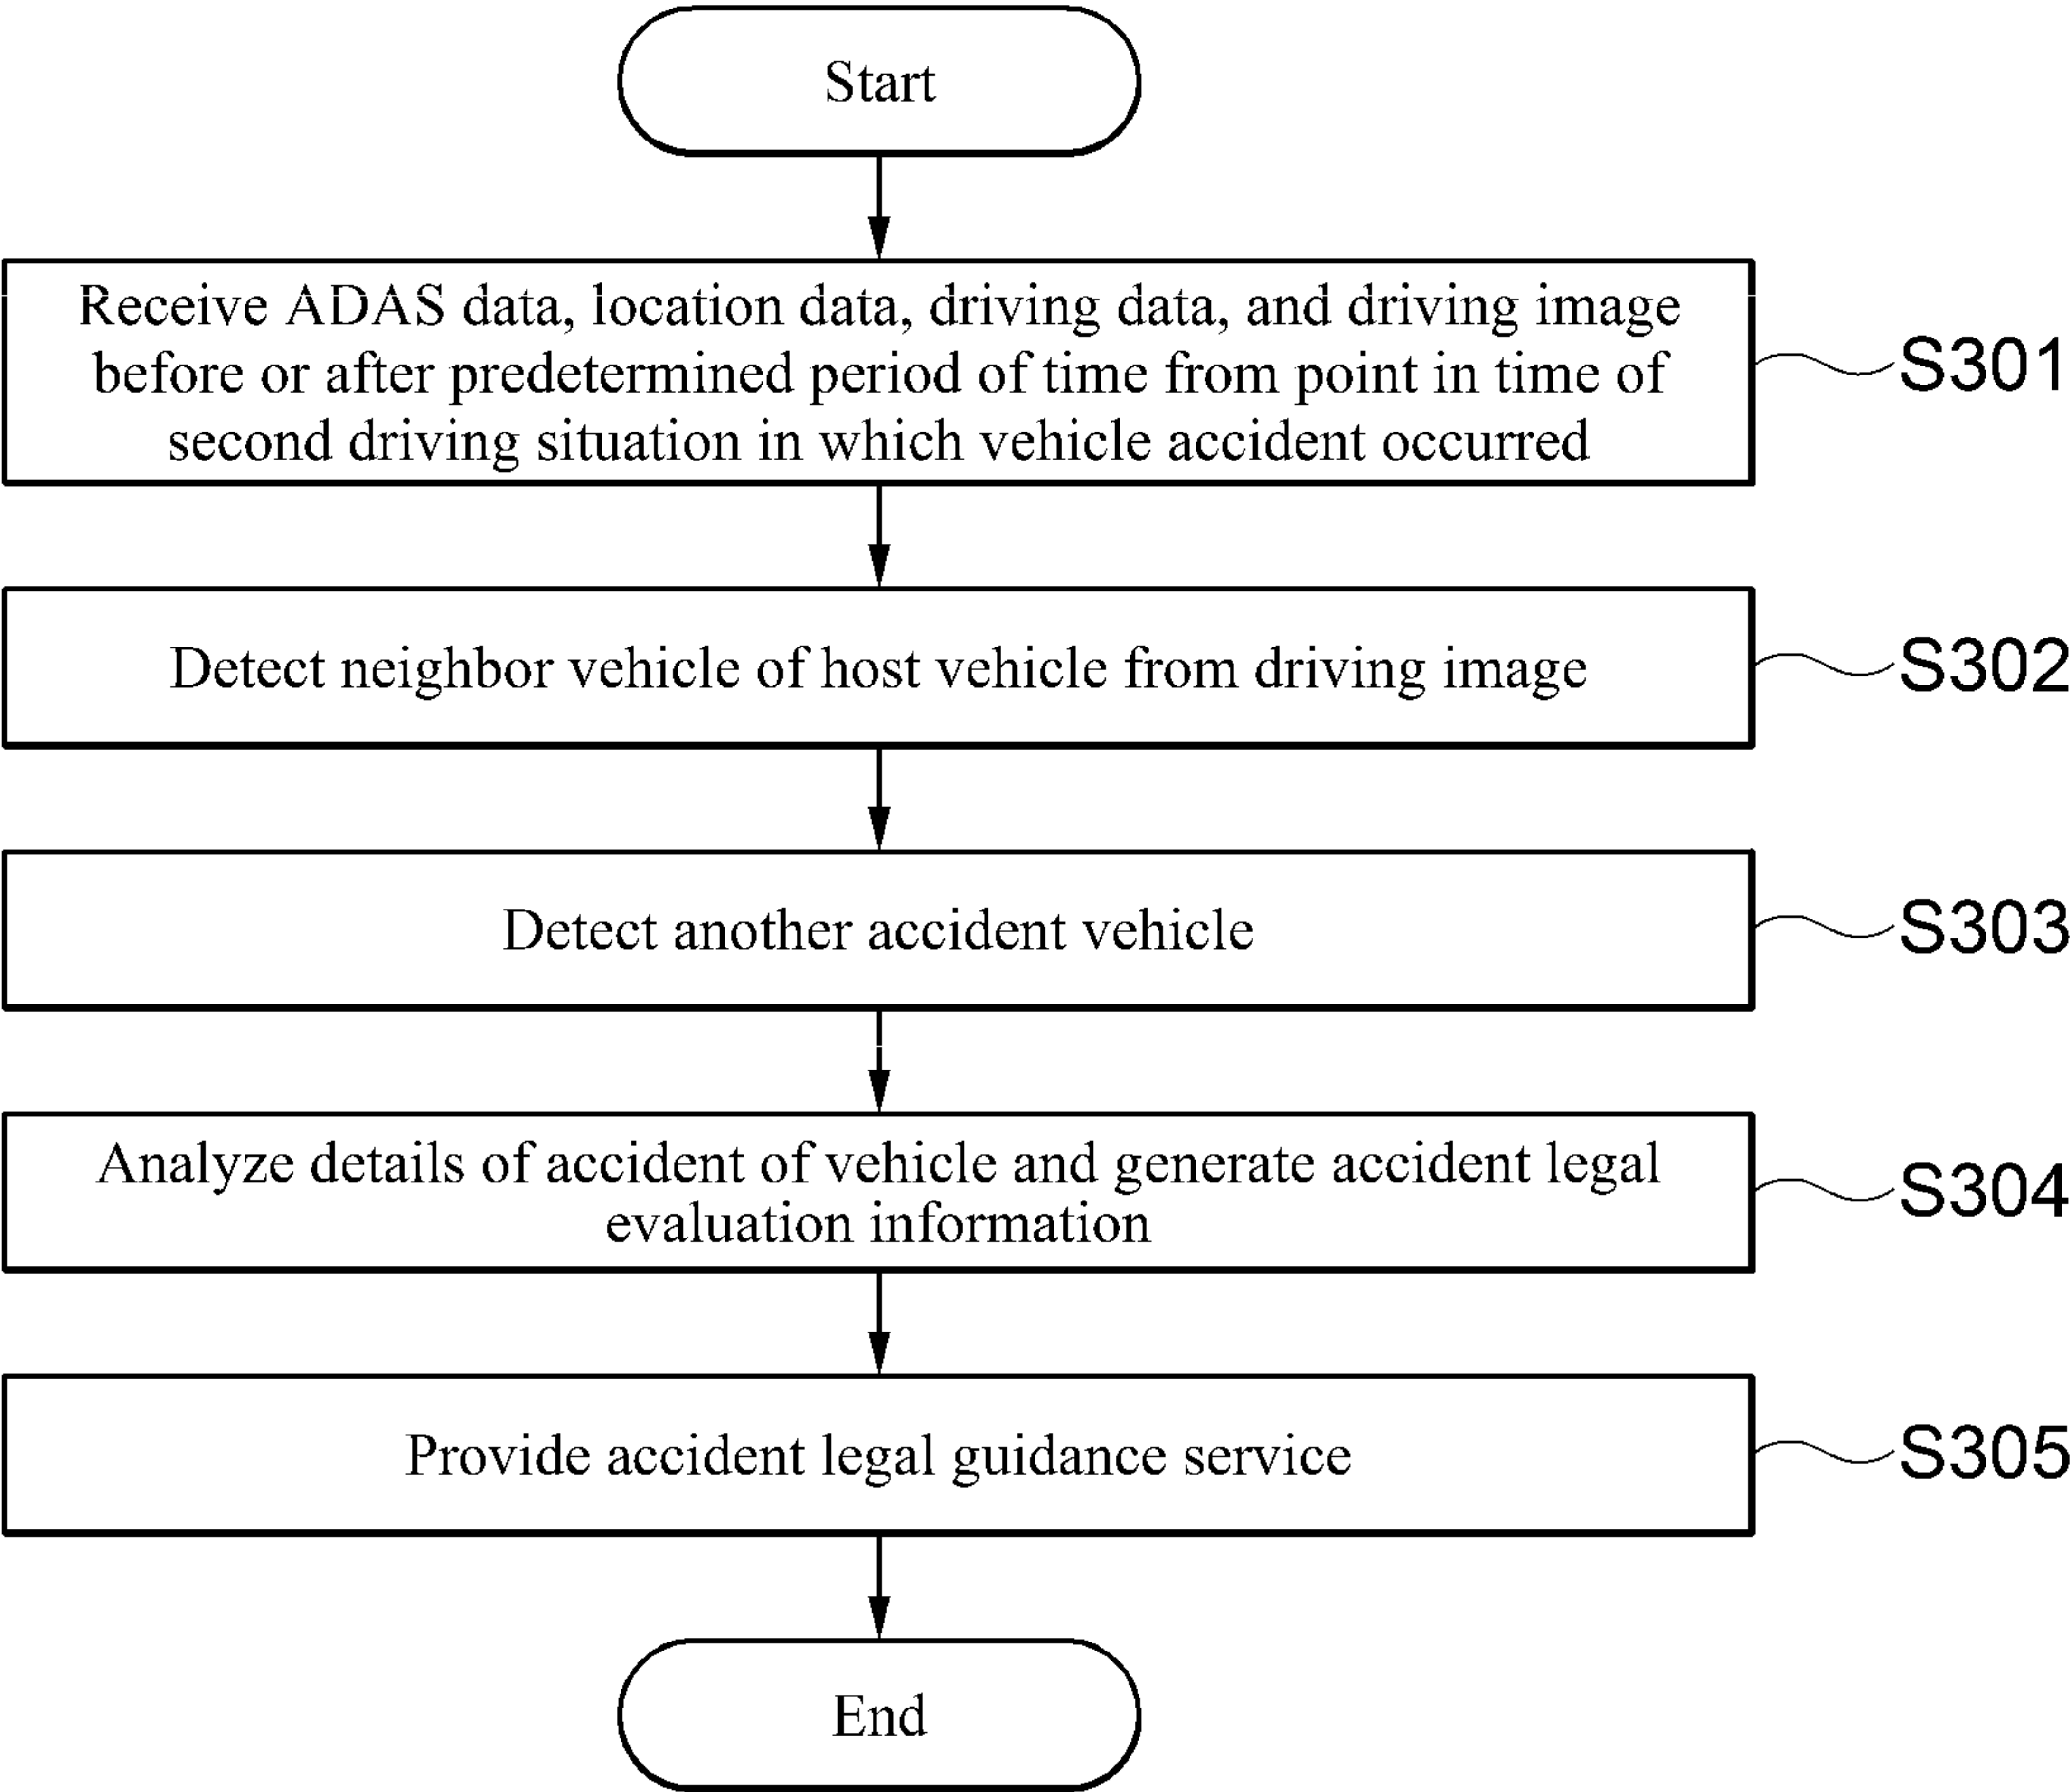 Start
Receive ADAS data, location data, driving data, and driving image
before or after predetermined period of time from point in time of
second driving situation in which vehicle accident occurred
S301
Detect neighbor vehicle of host vehicle from driving image
S302
Detect another accident vehicle
S303
Analyze details of accident of vehicle and generate accident legal
evaluation information
S304
Provide accident legal guidance service
S305
End